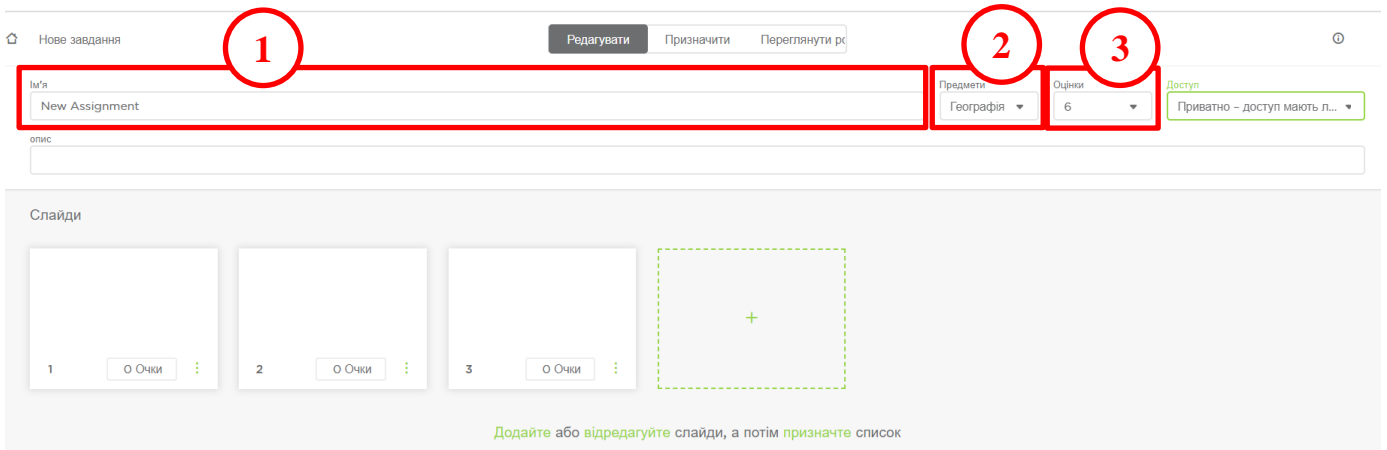 Нове завдання Редагувати Призначити Переглянути ро
1 2 3
Ім'я Предмети Оцінки Доступ
New Assignment Географія 6 Приватно – доступ мають л...
опис
Слайди
+
1 0 Очки 2 0 Очки 3 0 Очки
Додайте або відредагуйте слайди, а потім призначте список